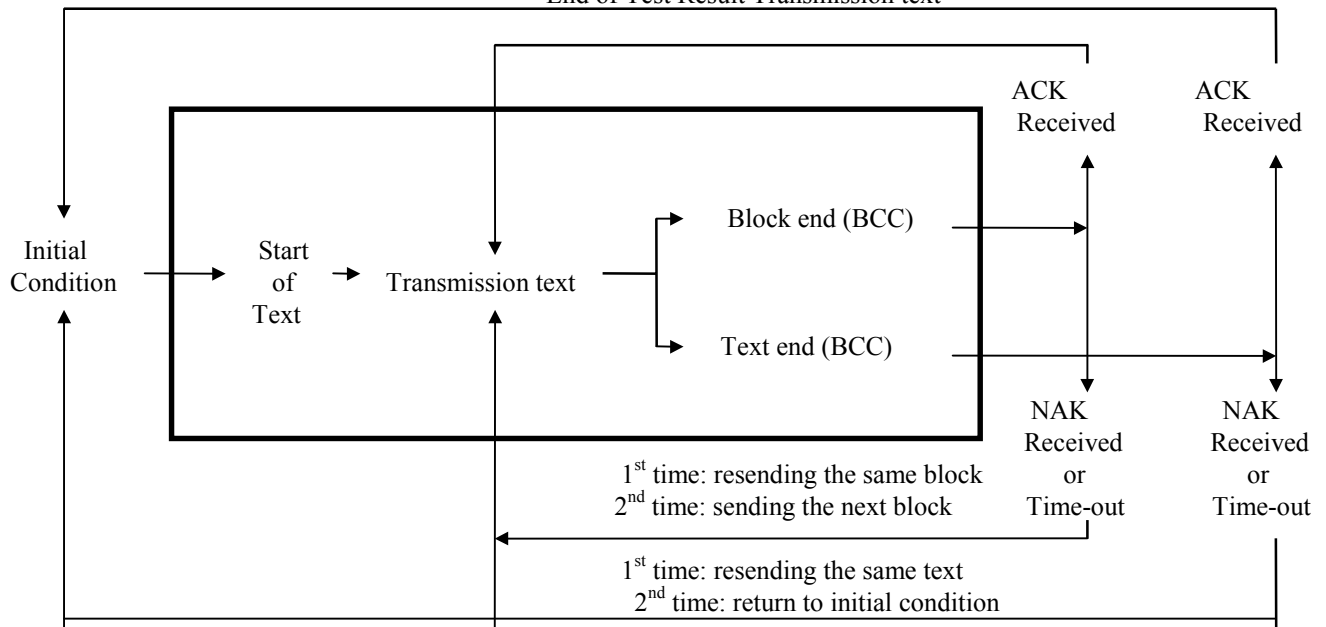 End of Test Result Transmission text
ACK
Received
ACK
Received
Initial
Condition
Start
of
Text
Transmission text
Block end (BCC)
Text end (BCC)
NAK
Received
or
Time-out
NAK
Received
or
Time-out
1st time: resending the same block
2nd time: sending the next block
1st time: resending the same text
2nd time: return to initial condition